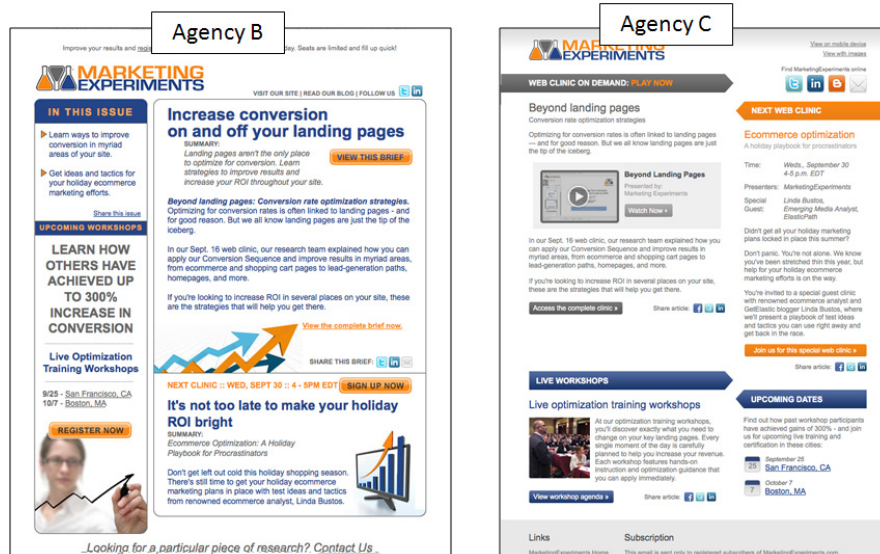 Agency B
Improve your results and
day. Seats are limited and fill up quick!
MARKETING
EXPERIMENTS
VISIT OUR SITE | READ OUR BLOG | FOLLOW US
IN THIS ISSUE
Learn ways to improve
conversion in myriad
areas of your site.
Get ideas and tactics for
your holiday ecommerce
marketing efforts.
Share this issue
UPCOMING WORKSHOPS
LEARN HOW
OTHERS HAVE
ACHIEVED UP
TO 300%
INCREASE IN
CONVERSION
Live Optimization
Training Workshops
9/25 - San Francisco, CA
10/7 - Boston, MA
REGISTER NOW
Increase conversion
on and off your landing pages
SUMMARY:
Landing pages aren't the only place
to optimize for conversion. Learn
strategies to improve results and
increase your ROI throughout your site.
VIEW THIS BRIEF
Beyond landing pages: Conversion rate optimization strategies.
Optimizing for conversion rates is often linked to landing pages - and
for good reason. But we all know landing pages are just the tip of the
iceberg.
In our Sept. 16 web clinic, our research team explained how you can
apply our Conversion Sequence and improve results in myriad areas,
from ecommerce and shopping cart pages to lead-generation paths,
homepages, and more.
If you're looking to increase ROI in several places on your site, these
are the strategies that will help you get there.
View the complete brief now.
SHARE THIS BRIEF:
NEXT CLINIC :: WED, SEPT 30 :: 4 - 5PM EDT
SIGN UP NOW
It's not too late to make your holiday
ROI bright
SUMMARY:
Ecommerce Optimization: A Holiday
Playbook for Procrastinators
Don't get left out cold this holiday shopping season.
There's still time to get your holiday ecommerce
marketing plans in place with test ideas and tactics
from renowned ecommerce analyst, Linda Bustos.
Looking for a particular piece of research? Contact Us
Agency C
MARKETING
EXPERIMENTS
View on mobile device
View with images
Find MarketingExperiments online
WEB CLINIC ON DEMAND: PLAY NOW
Beyond landing pages
Conversion rate optimization strategies
Optimizing for conversion rates is often linked to landing pages
— and for good reason. But we all know landing pages are just
the tip of the iceberg.
Beyond Landing Pages
Presented by:
Marketing Experiments
Watch Now »
In our Sept. 16 web clinic, our research team explained how you
can apply our Conversion Sequence and improve results in myriad
areas, from ecommerce and shopping cart pages to
lead-generation paths, homepages, and more.
If you're looking to increase ROI in several places on your site,
these are the strategies that will help you get there.
Access the complete clinic »
Share article:
NEXT WEB CLINIC
Ecommerce optimization
A holiday playbook for procrastinators
Time: Weds., September 30
4-5 p.m. EDT
Presenters: MarketingExperiments
Special Linda Bustos,
Guest: Emerging Media Analyst,
ElasticPath
Didn't get all your holiday marketing
plans locked in place this summer?
Don't panic. You're not alone. We know
you've been stretched thin this year, but
help for your holiday ecommerce
marketing efforts is on the way.
You're invited to a special guest clinic
with renowned ecommerce analyst and
GetElastic blogger Linda Bustos, where
we'll present a playbook of test ideas
and tactics you can use right away and
get back in the race.
Join us for this special web clinic »
Share article:
LIVE WORKSHOPS
Live optimization training workshops
At our optimization training workshops,
you'll discover exactly what you need to
change on your key landing pages. Every
single moment of the day is carefully
planned to help you increase your revenue.
Each workshop features hands-on
instruction and optimization guidance that
you can apply immediately.
View workshop agenda »
Share article:
UPCOMING DATES
Find out how past workshop participants
have achieved gains of 300% - and join
us for upcoming live training and
certification in these cities:
25
September 25
San Francisco, CA
7
October 7
Boston, MA
Links
MarketingExperiments Home
Subscription
This email is sent only to registered subscribers of MarketingExperiments.com.